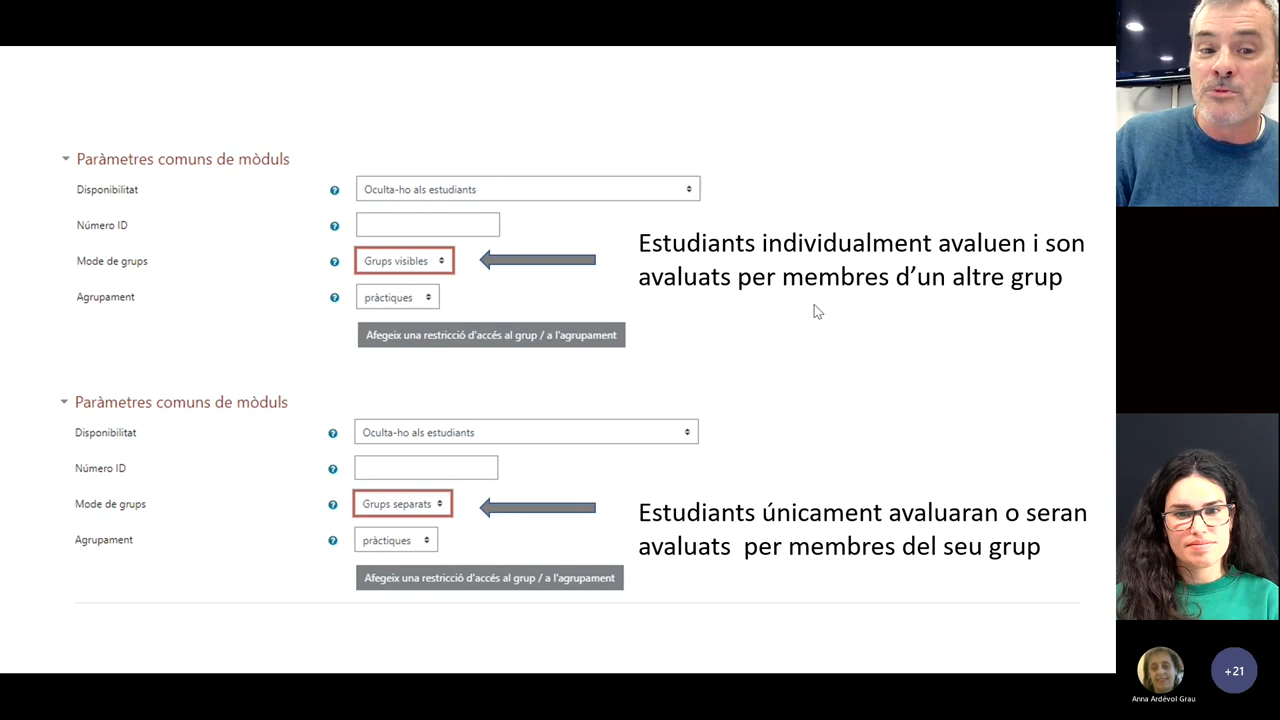 Paràmetres comuns de mòduls
Disponibilitat
Oculta-ho als estudiants
Número ID
Mode de grups
Grups visibles
Agrupament
pràctiques
Afegeix una restricció d'accés al grup / a l'agrupament
Estudiants individualment avaluen i son
avaluats per membres d’un altre grup
Paràmetres comuns de mòduls
Disponibilitat
Oculta-ho als estudiants
Número ID
Mode de grups
Grups separats
Agrupament
pràctiques
Afegeix una restricció d'accés al grup / a l'agrupament
Estudiants únicament avaluaran o seran
avaluats per membres del seu grup
Anna Ardèvol Grau
+21